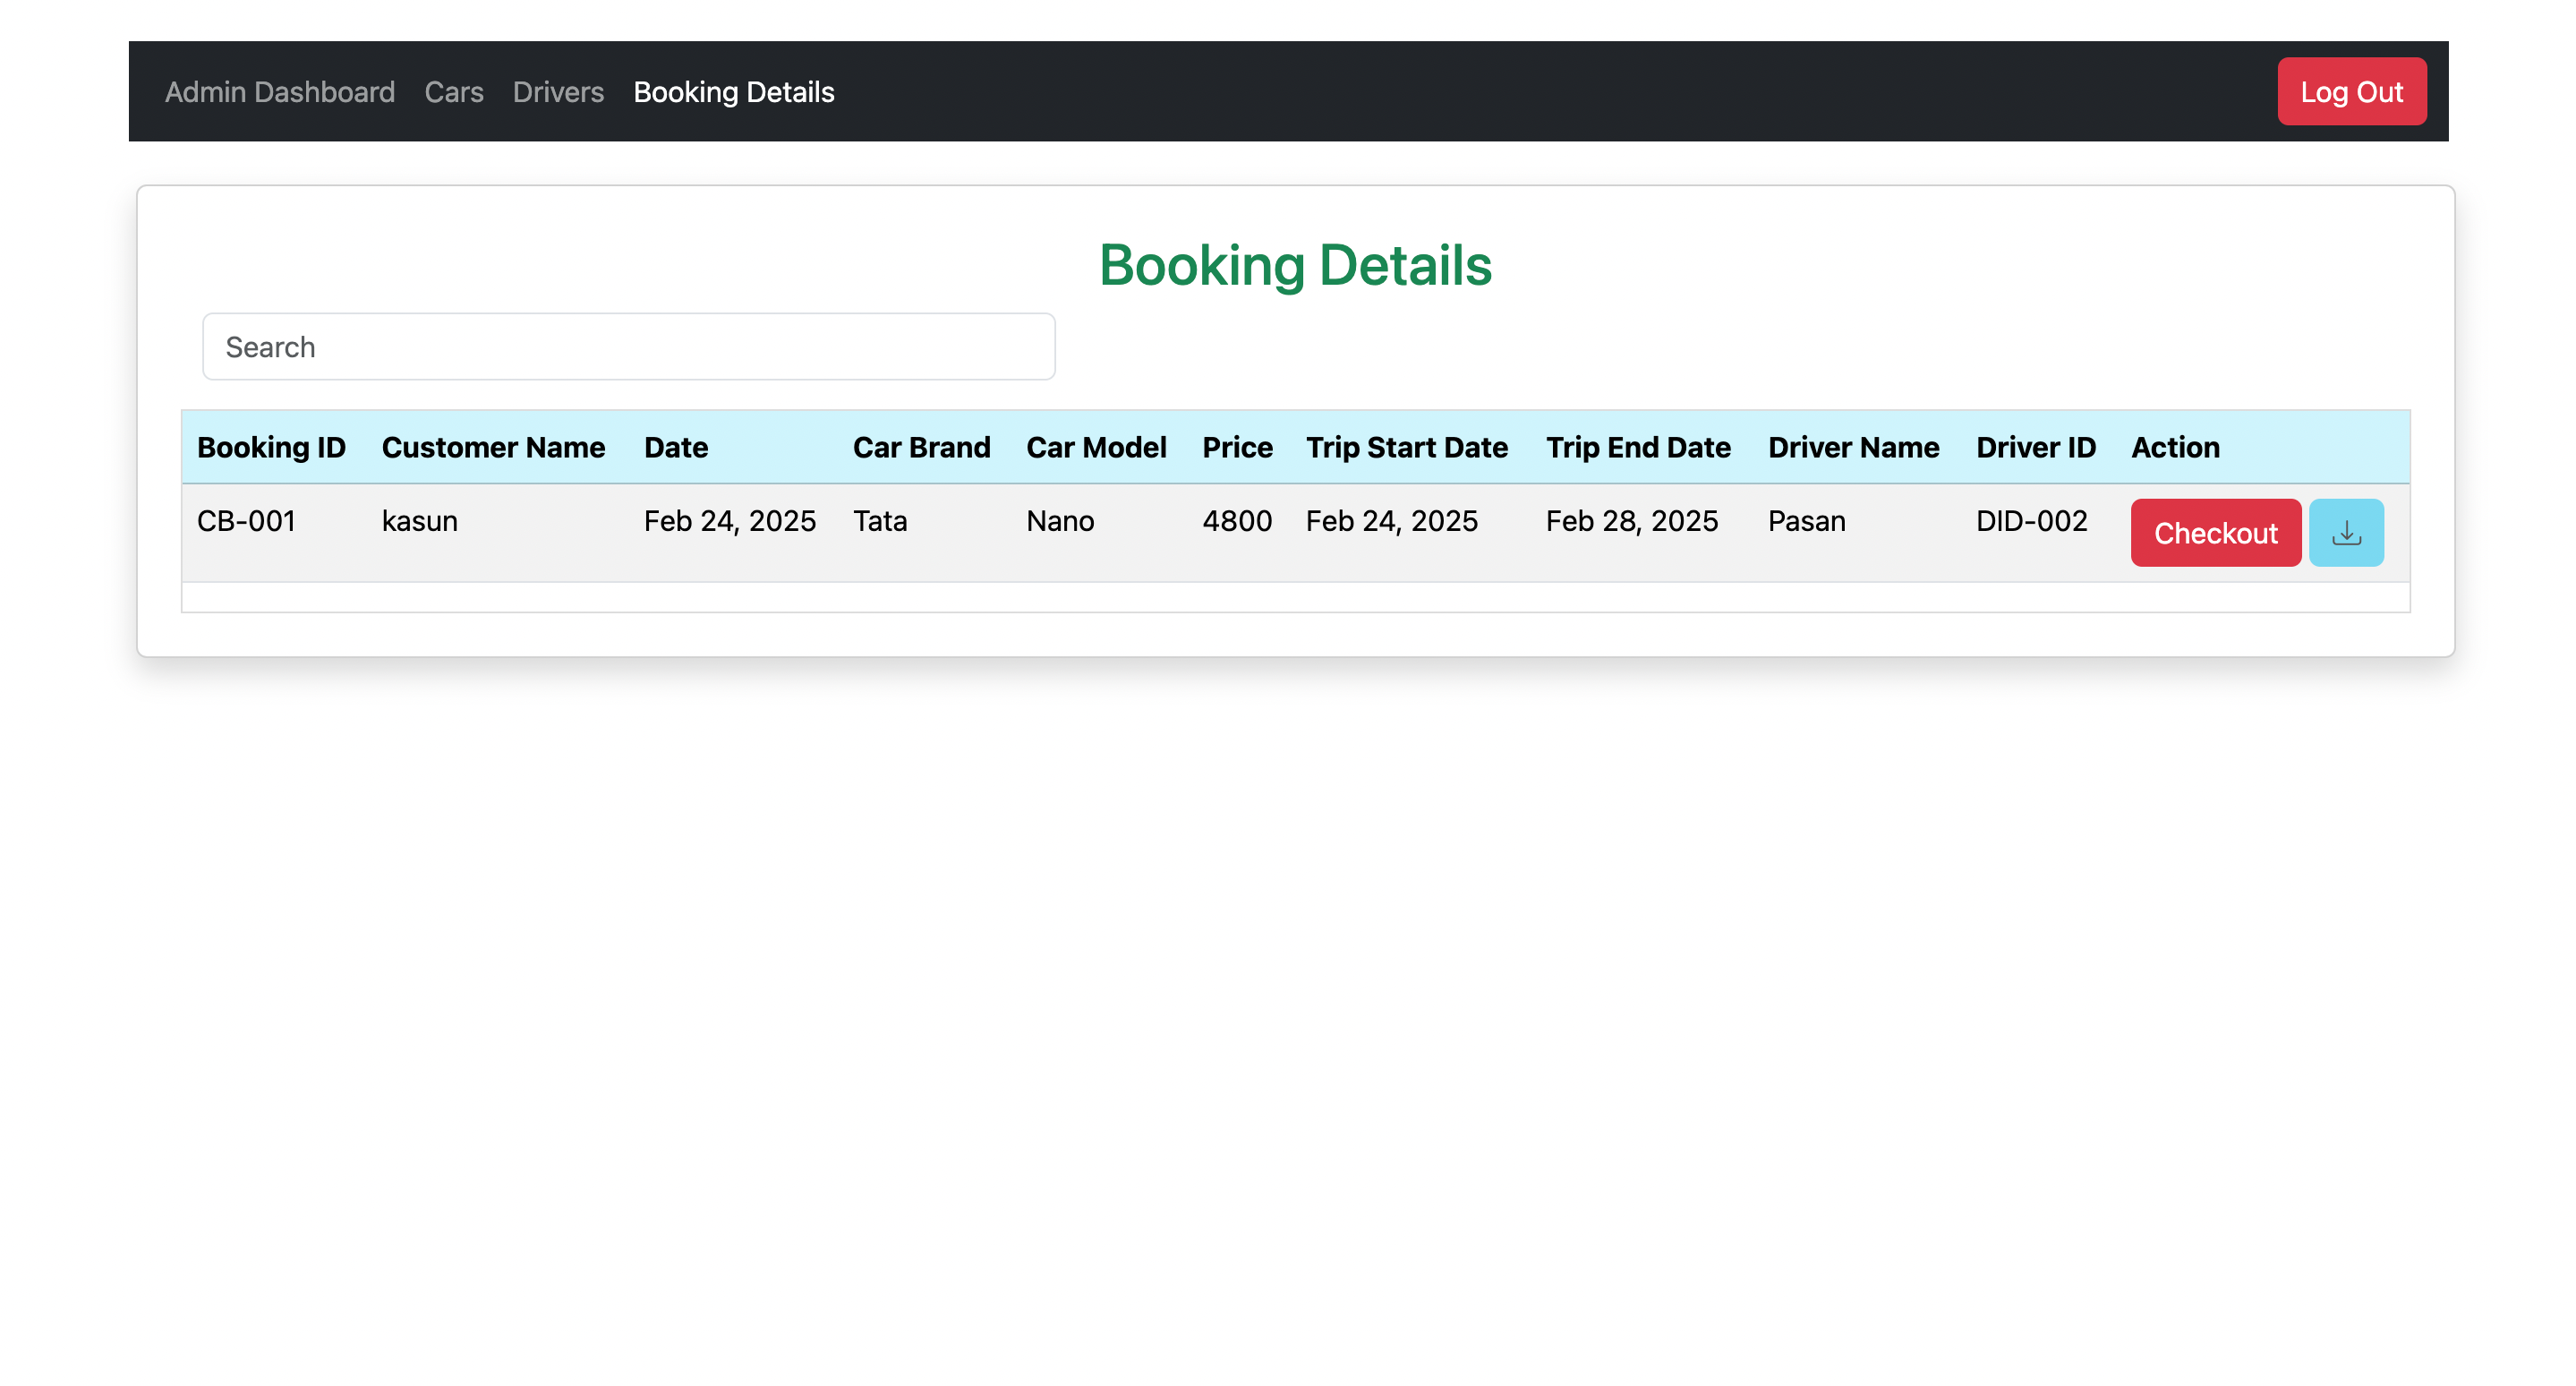 Admin Dashboard Cars Drivers Booking Details Log Out
Booking Details
Search
Booking ID Customer Name Date Car Brand Car Model Price Trip Start Date Trip End Date Driver Name Driver ID Action
CB-001 kasun Feb 24, 2025 Tata Nano 4800 Feb 24, 2025 Feb 28, 2025 Pasan DID-002 Checkout